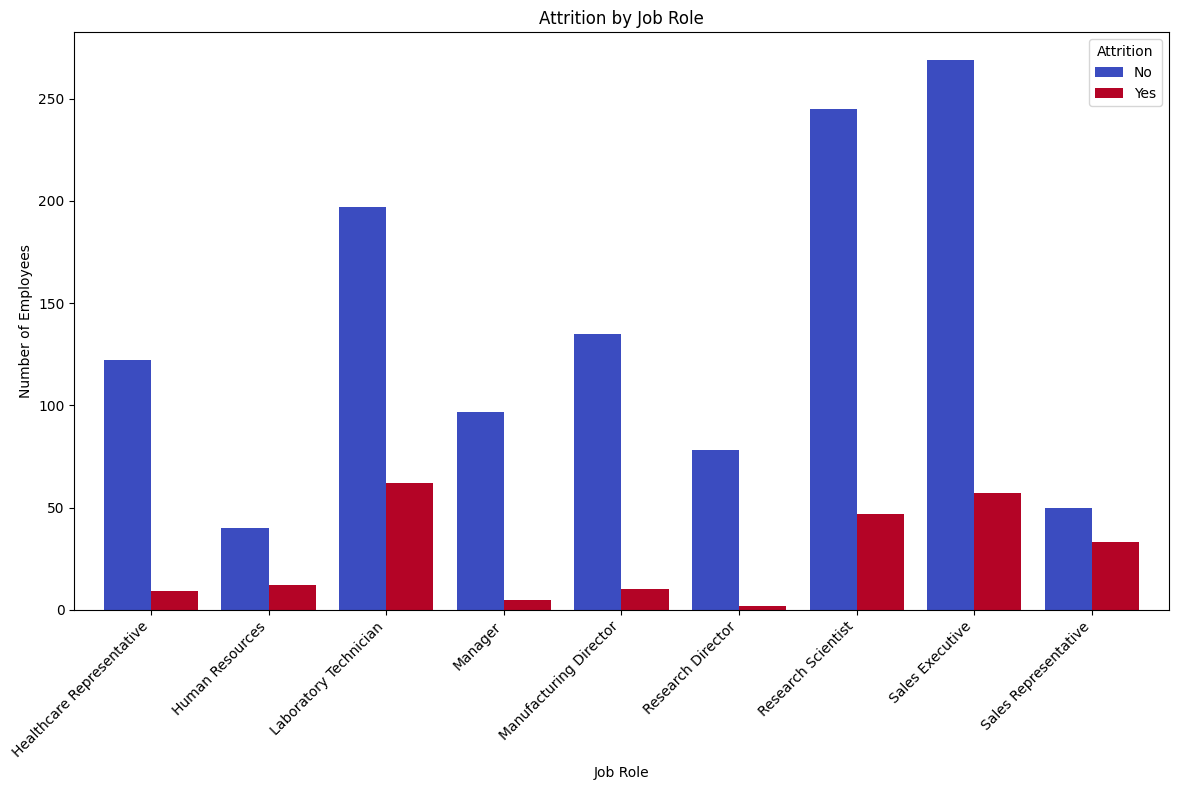 Attrition by Job Role
Attrition
No
Yes
Number of Employees
250
200
150
100
50
0
Healthcare Representative
Human Resources
Laboratory Technician
Manager
Manufacturing Director
Research Director
Research Scientist
Sales Executive
Sales Representative
Job Role